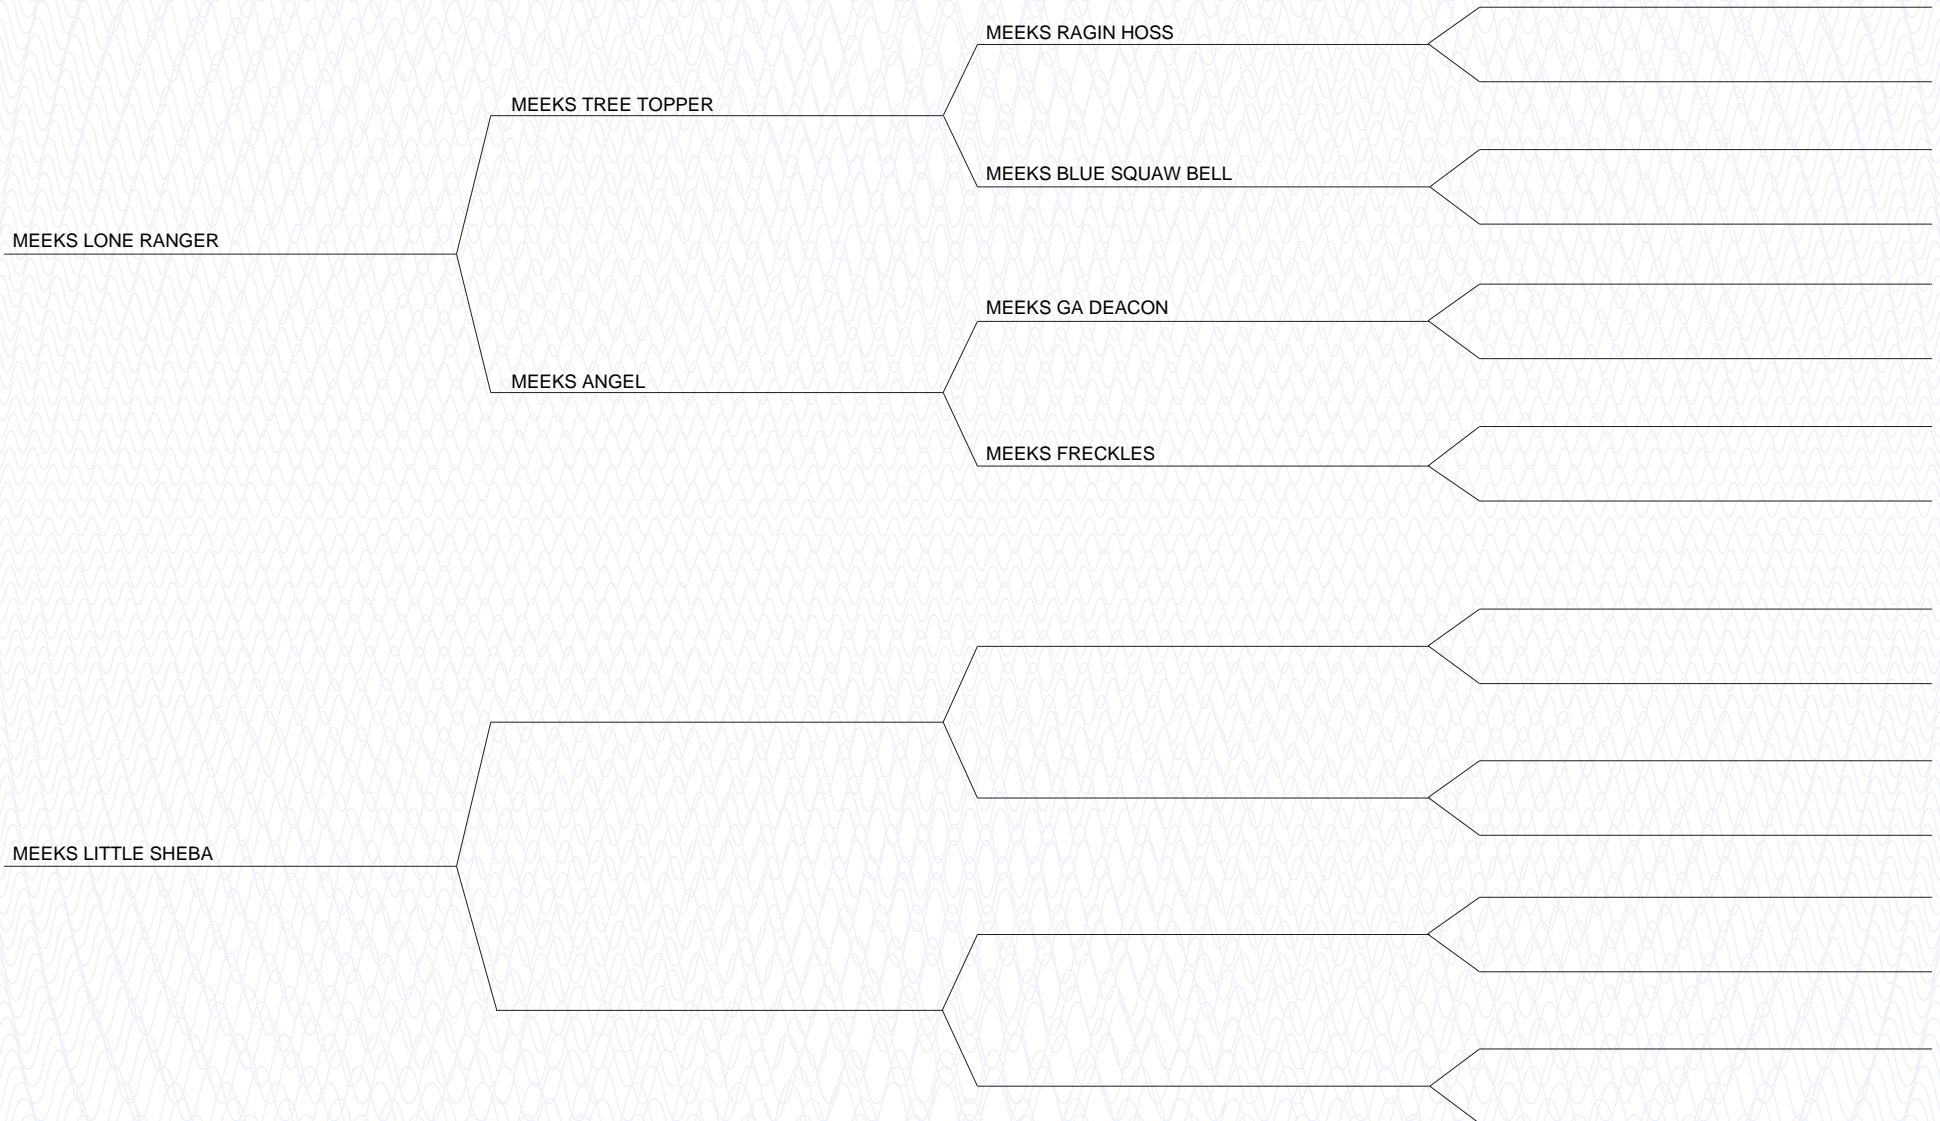 MEEKS RAGIN HOSS
MEEKS TREE TOPPER
MEEKS BLUE SQUAW BELL
MEEKS LONE RANGER
MEEKS GA DEACON
MEEKS ANGEL
MEEKS FRECKLES
MEEKS LITTLE SHEBA